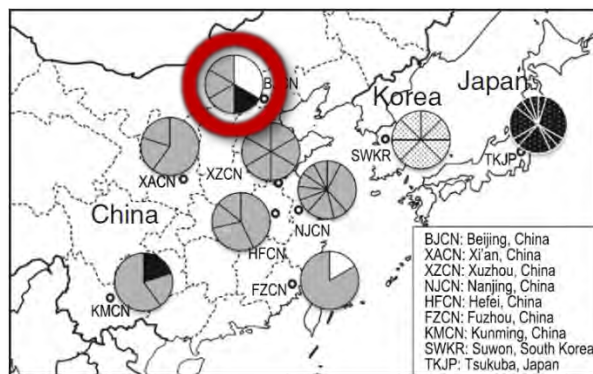 BJCN
Korea
Japan
SWKR
TKJP
XACN
XZCN
China
NJCN
HFCN
FZCN
KMCN
BJCN: Beijing, China
XACN: Xi'an, China
XZCN: Xuzhou, China
NJCN: Nanjing, China
HFCN: Hefei, China
FZCN: Fuzhou, China
KMCN: Kunming, China
SWKR: Suwon, South Korea
TKJP: Tsukuba, Japan